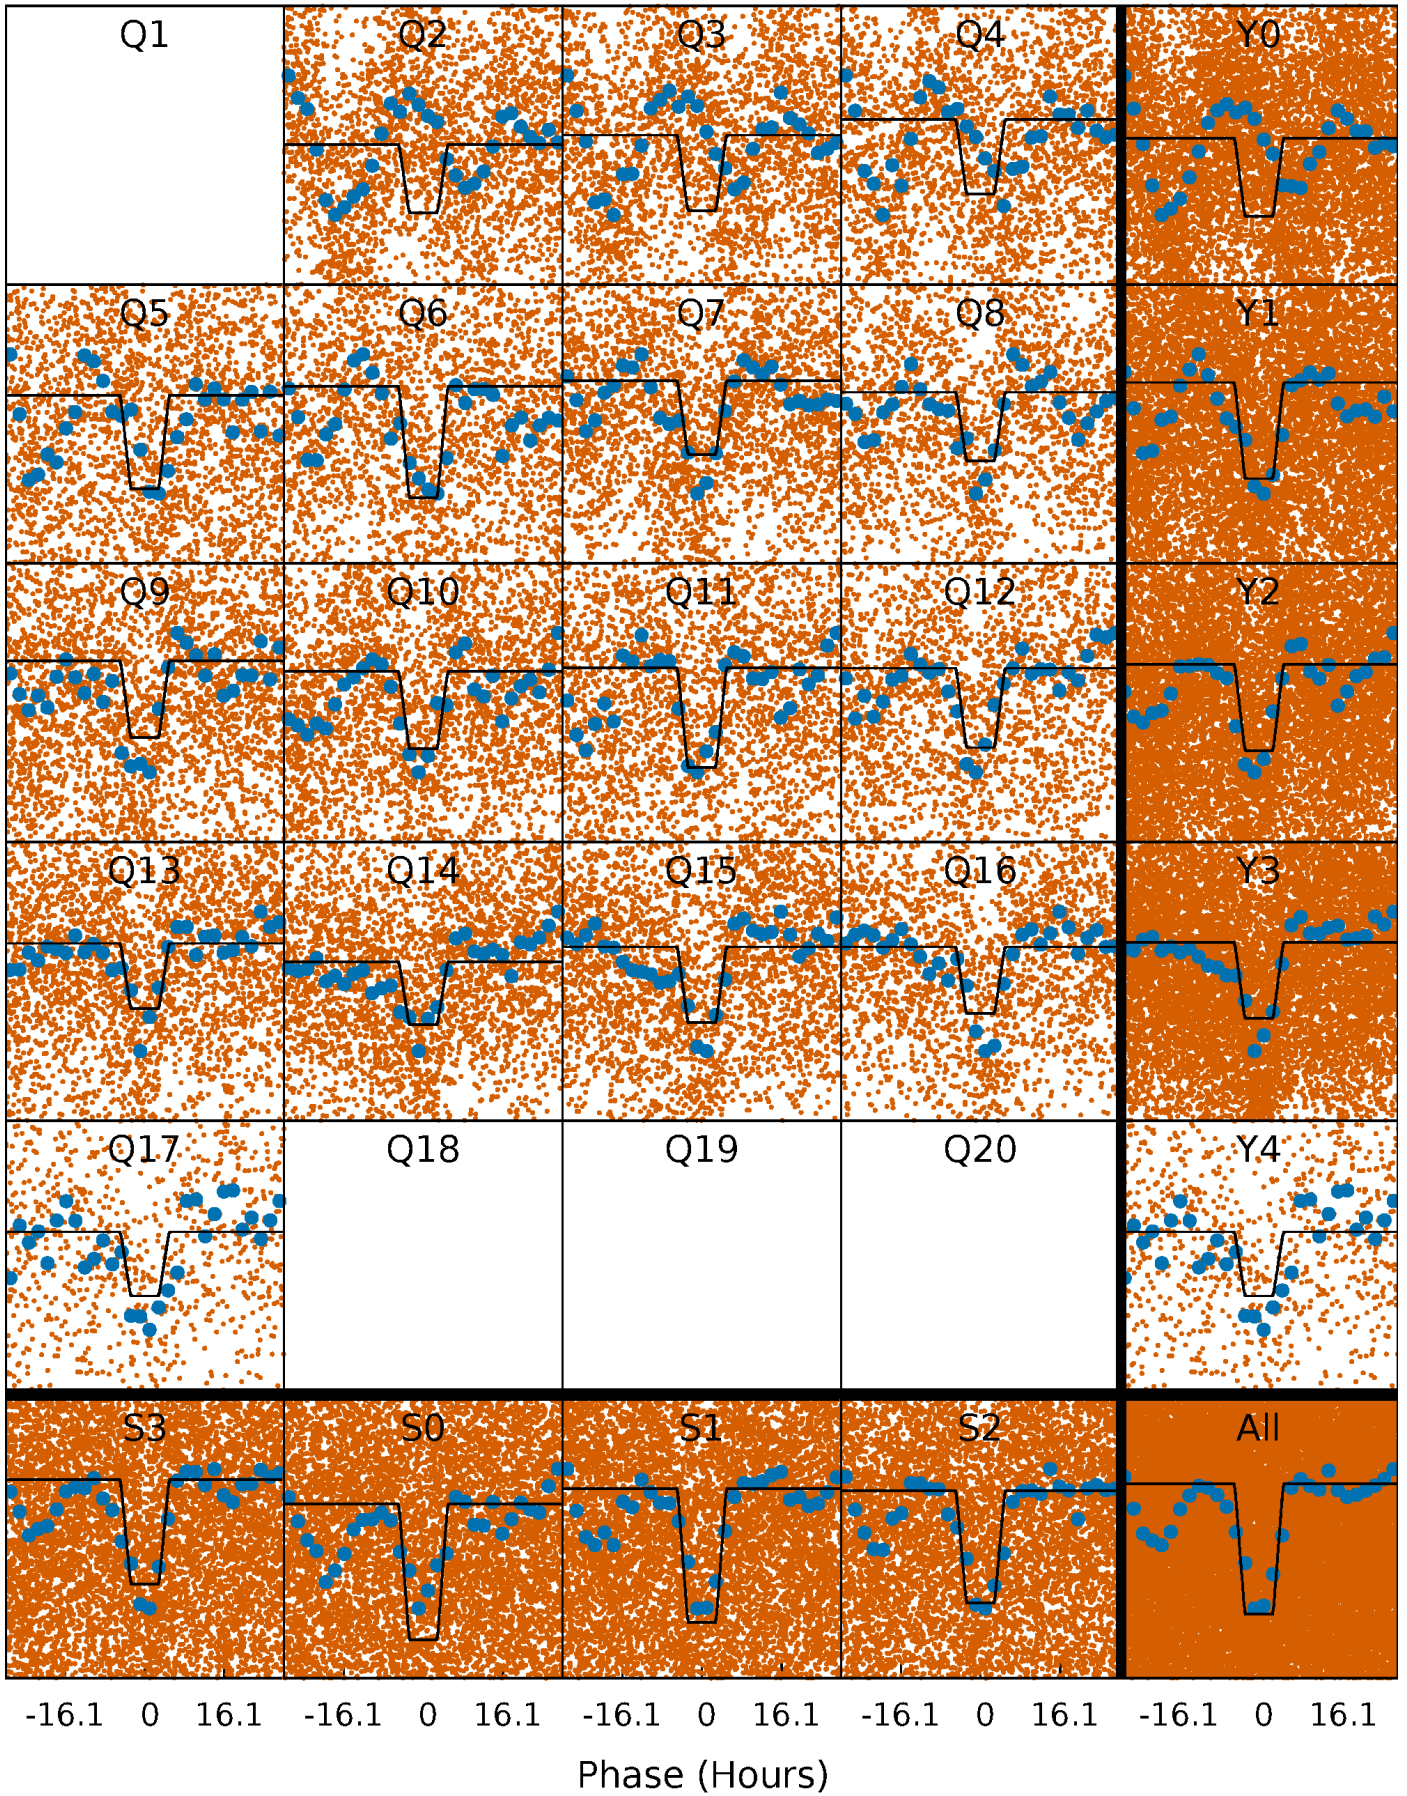 Q1 Q2 Q3 Q4 Y0
Q5 Q6 Q7 Q8 Y1
Q9 Q10 Q11 Q12 Y2
Q13 Q14 Q15 Q16 Y3
Q17 Q18 Q19 Q20 Y4
S3 S0 S1 S2 All
-16.1 0 16.1 -16.1 0 16.1 -16.1 0 16.1 -16.1 0 16.1 -16.1 0 16.1
Phase (Hours)